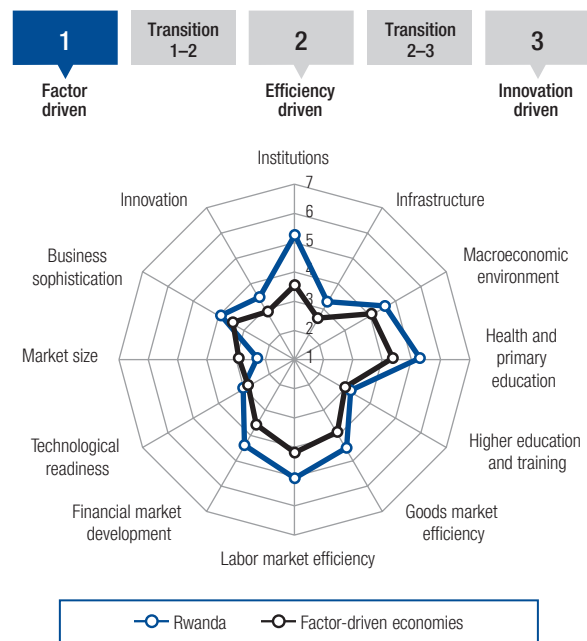 1
Transition
1–2
2
Transition
2–3
3
Factor
driven
Efficiency
driven
Innovation
driven
Institutions
7
6
5
4
3
2
1
Infrastructure
Macroeconomic
environment
Health and
primary
education
Higher education
and training
Goods market
efficiency
Labor market efficiency
Financial market
development
Technological
readiness
Market size
Business
sophistication
Innovation
Rwanda
Factor-driven economies